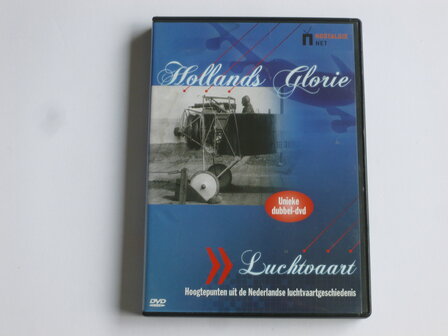 NOSTALGIE
NET
Hollands Glorie
Unieke
dubbel-dvd
Luchtvaart
Hoogtepunten uit de Nederlandse luchtvaartgeschiedenis
DVD